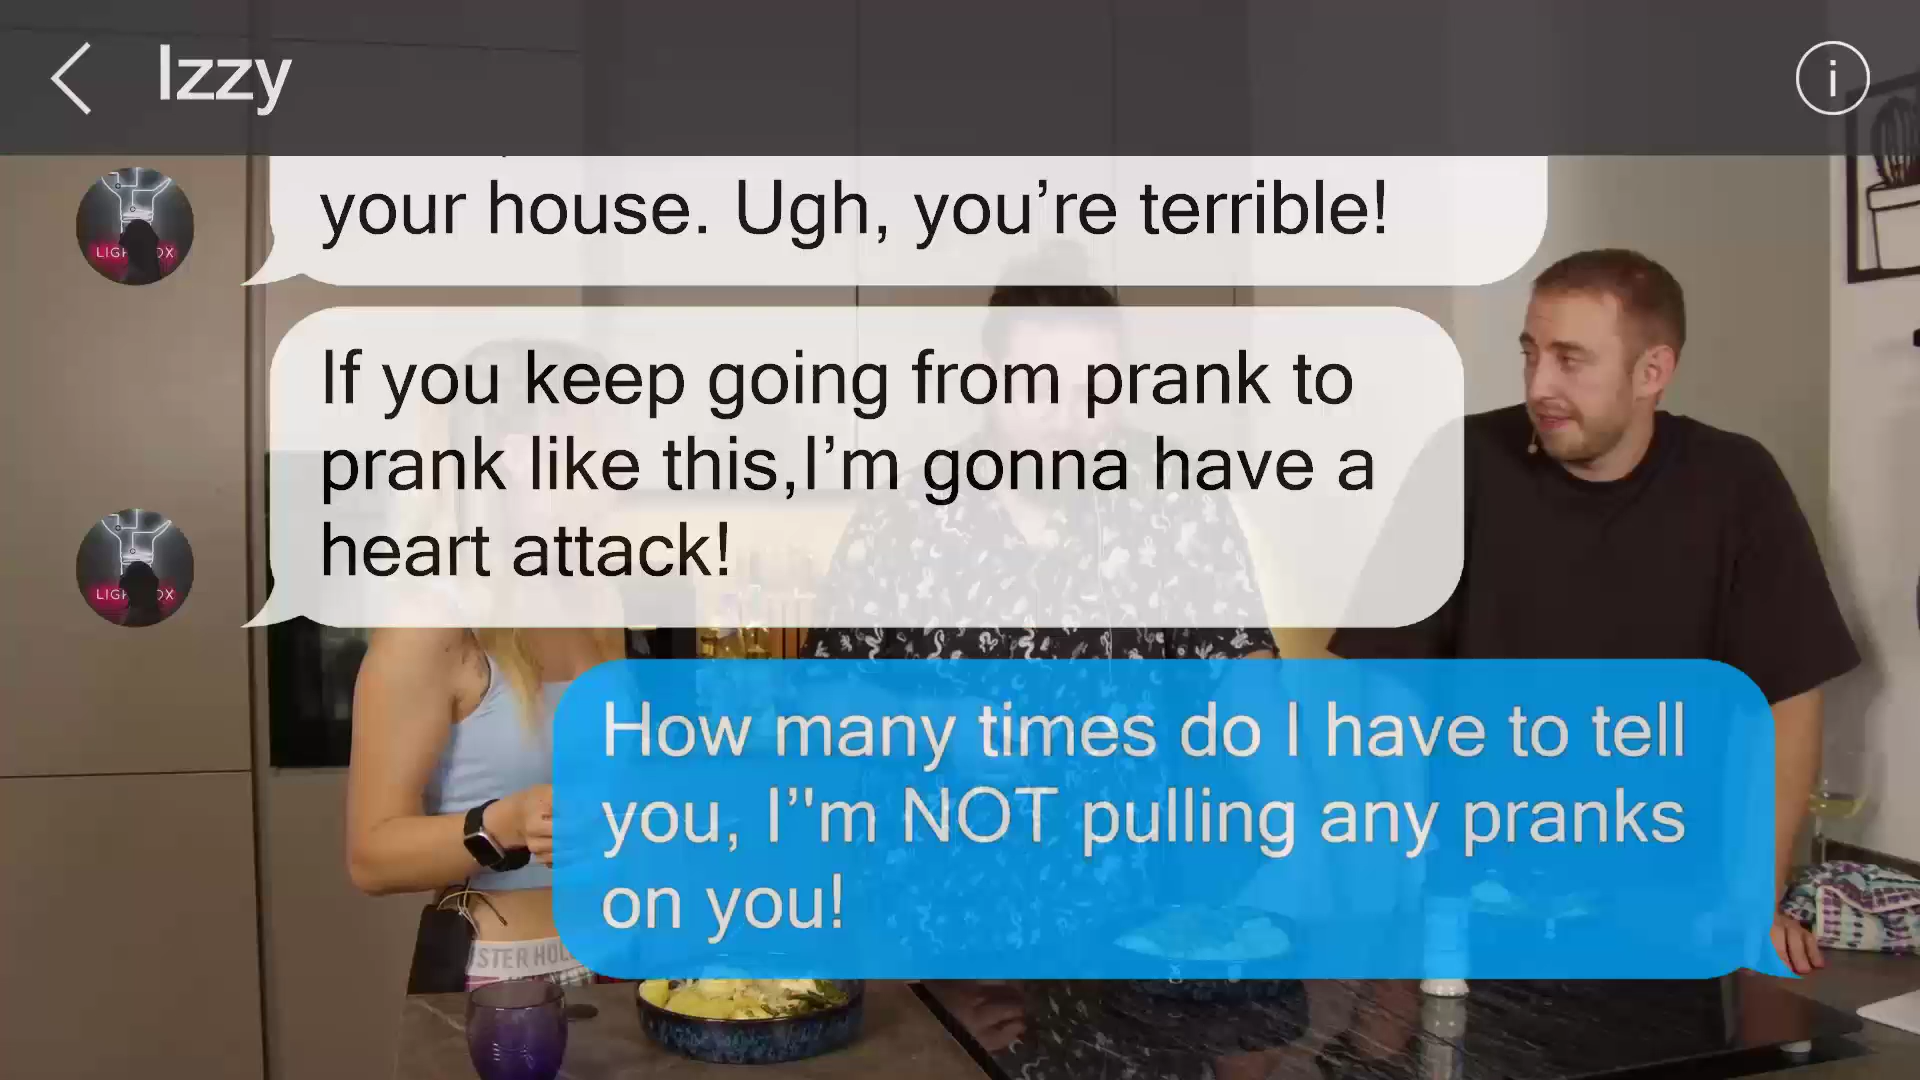 Izzy
your house. Ugh, you’re terrible!
If you keep going from prank to
prank like this,I’m gonna have a
heart attack!
How many times do I have to tell
you, I"m NOT pulling any pranks
on you!